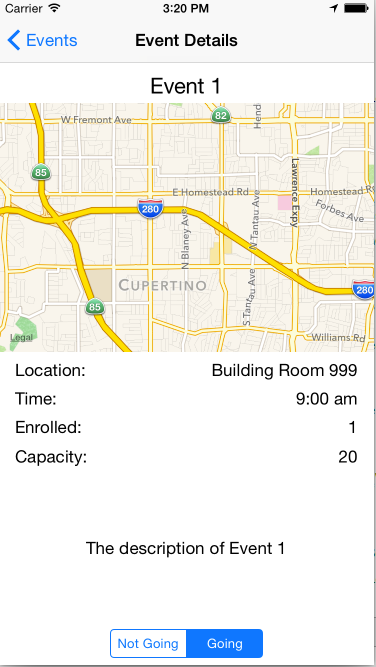 Carrier 3:20 PM
Events Event Details
Event 1
W Fremont Ave
82
Hend
85
E Homestead Rd
Homestead Rd
Lawrence Expy
280
Forbes Ave
N Blaney Ave
N Tantau Ave
CUPERTINO
280
S Tantau Ave
85
Legal
Williams Rd
Location: Building Room 999
Time: 9:00 am
Enrolled: 1
Capacity: 20
The description of Event 1
Not Going Going